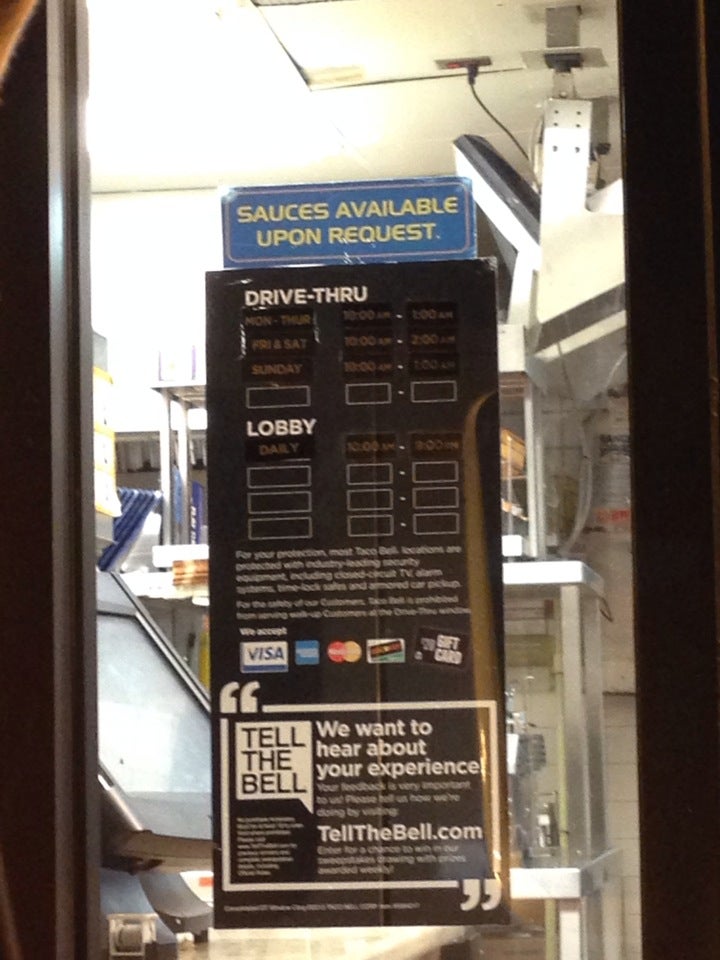 SAUCES AVAILABLE
UPON REQUEST.
DRIVE-THRU
MON - THUR 10:00 AM - 1:00 AM
FRI & SAT 10:00 AM - 2:00 AM
SUNDAY 10:00 AM - 1:00 AM
LOBBY
DAILY 10:00 AM - 9:00 PM
For your protection, most Taco Bell locations are
protected with industry-leading security
equipment, including closed circuit TV, alarm
systems, time-lock safes and armored car pickup.
For the safety of our Customers, Taco Bell is prohibited
from serving walk-up Customers at the Drive-Thru window.
We accept
VISA MasterCard GIFT
CARD
“
TELL
THE
BELL
We want to
hear about
your experience
Your feedback is very important
to us! Please tell us how we're
doing by visiting:
TellTheBell.com
Enter for a chance to win in our
sweepstakes drawing with prizes
awarded weekly!
”